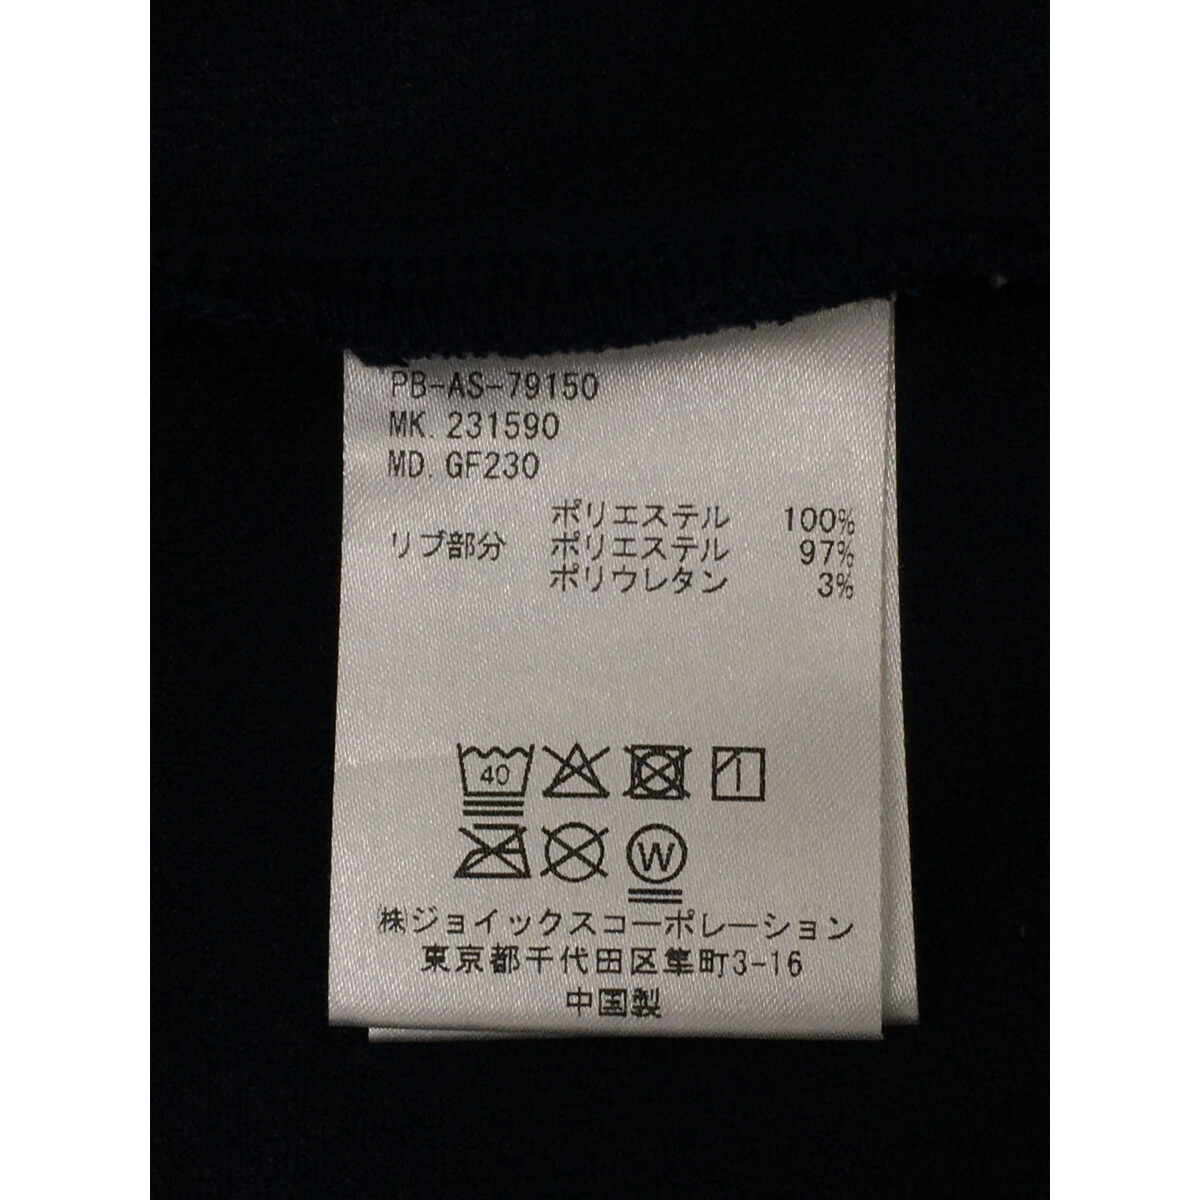 PB-AS-79150
MK. 231590
MD. GF230
ポリエステル 100%
リブ部分 ポリエステル 97%
ポリウレタン 3%
40
W
㈱ジョイックスコーポレーション
東京都千代田区隼町3-16
中国製